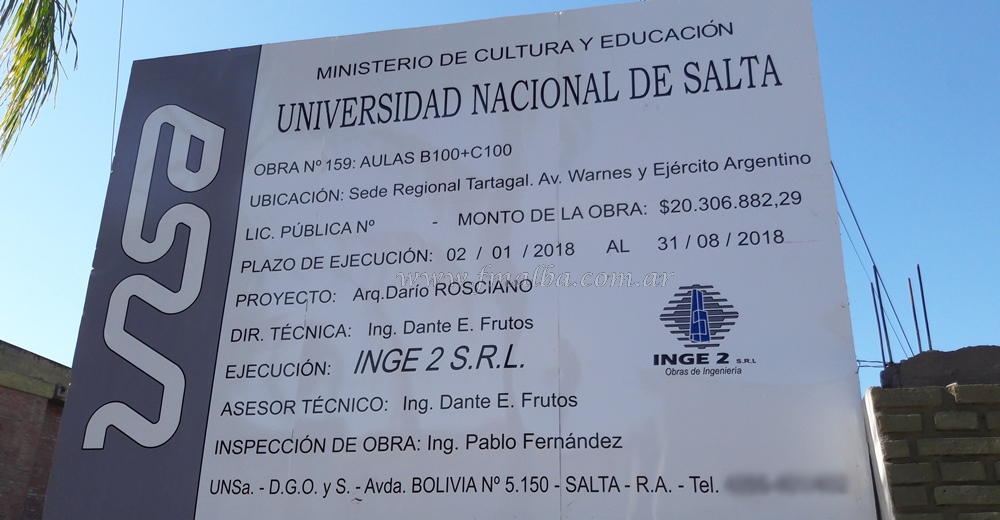 MINISTERIO DE CULTURA Y EDUCACIÓN
UNIVERSIDAD NACIONAL DE SALTA
OBRA Nº 159: AULAS B100+C100
UBICACIÓN: Sede Regional Tartagal. Av. Warnes y Ejército Argentino
LIC. PÚBLICA Nº - MONTO DE LA OBRA: $20.306.882,29
PLAZO DE EJECUCIÓN: 02 / 01 / 2018 AL 31 / 08 / 2018
www.fmalba.com.ar
PROYECTO: Arq.Darío ROSCIANO
DIR. TÉCNICA: Ing. Dante E. Frutos
EJECUCIÓN: INGE 2 S.R.L.
INGE 2 S.R.L
Obras de Ingeniería
ASESOR TÉCNICO: Ing. Dante E. Frutos
INSPECCIÓN DE OBRA: Ing. Pablo Fernández
UNSa. - D.G.O. y S. - Avda. BOLIVIA Nº 5.150 - SALTA - R.A. - Tel.